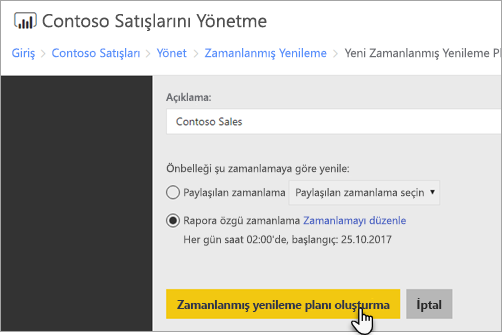 Contoso Satışlarını Yönetme
Giriş > Contoso Satışları > Yönet > Zamanlanmış Yenileme > Yeni Zamanlanmış Yenileme Pl
Açıklama:
Contoso Sales
Önbelleği şu zamanlamaya göre yenile:
Paylaşılan zamanlama Paylaşılan zamanlama seçin
Rapora özgü zamanlama Zamanlamayı düzenle
Her gün saat 02:00'de, başlangıç: 25.10.2017
Zamanlanmış yenileme planı oluşturma İptal